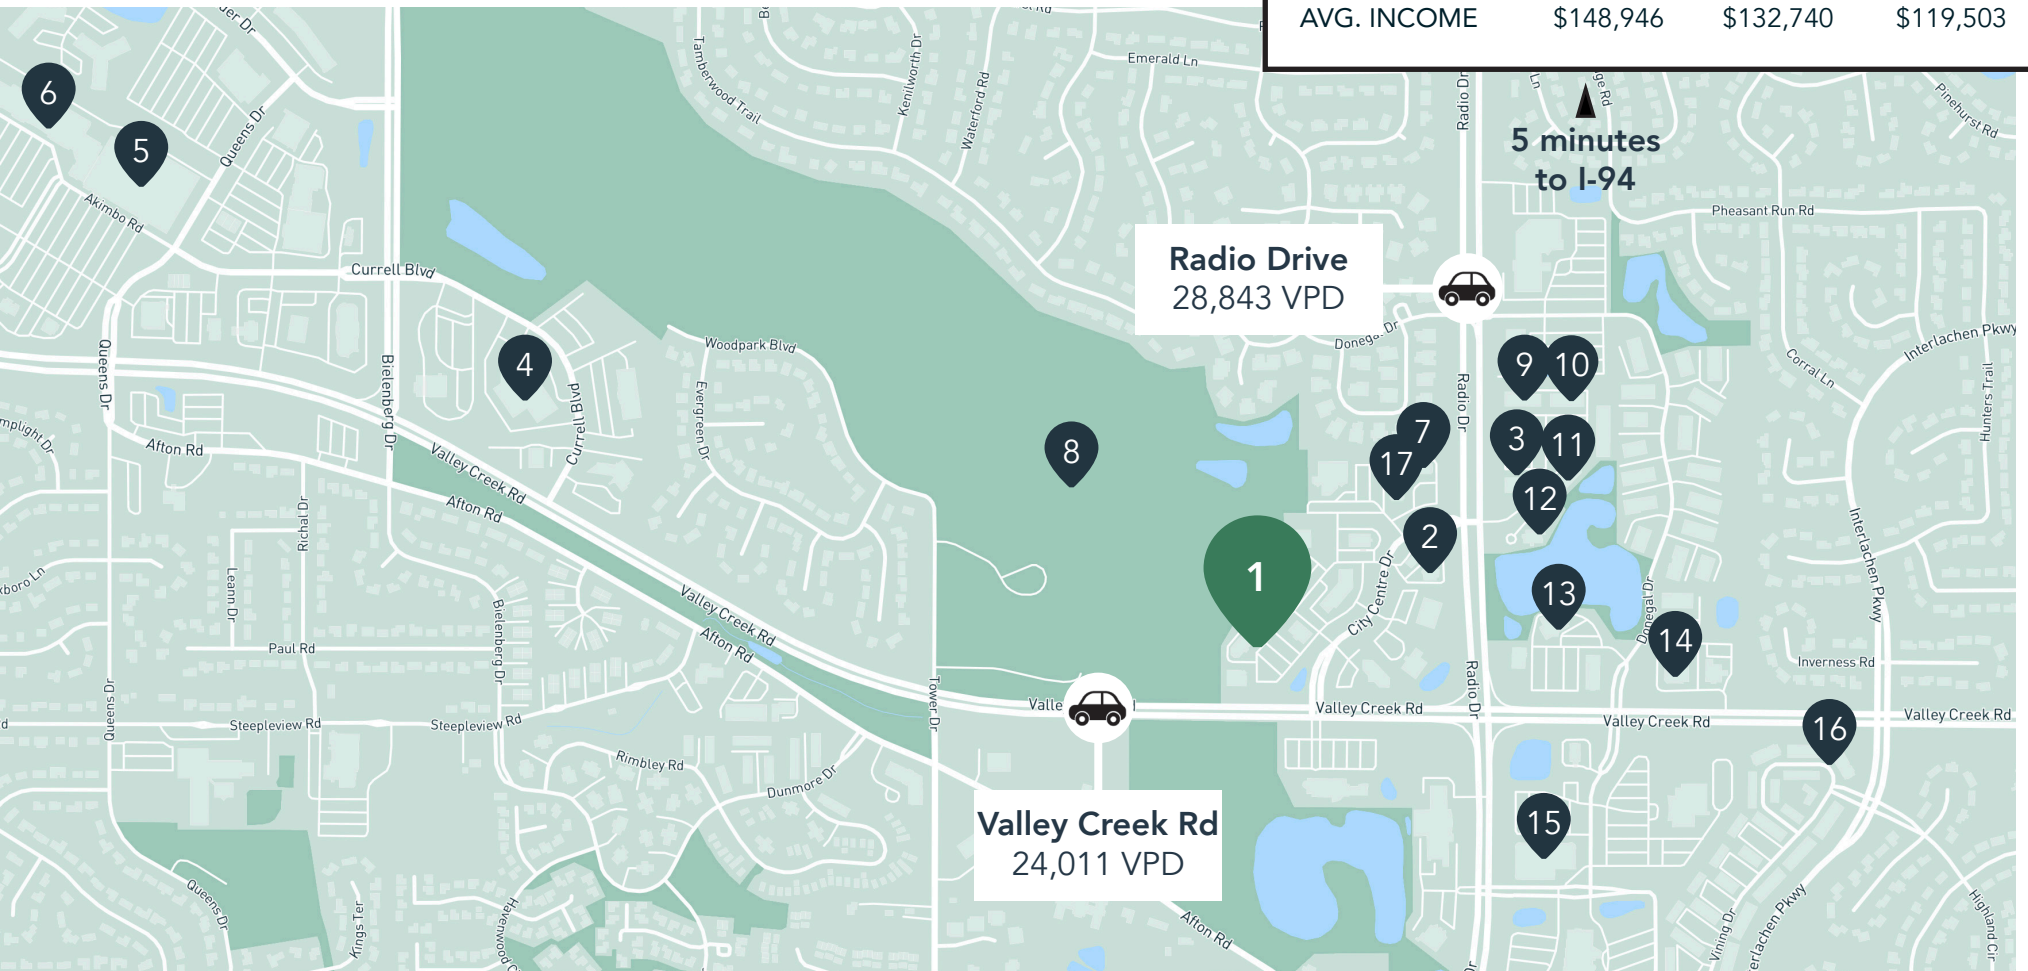 AVG. INCOME $148,946 $132,740 $119,503
Emerald Ln
Tamberwood Trail
Kenilworth Dr
Waterford Rd
Radio Dr
Ln
Pinehurst Rd
5 minutes
to I-94
6
5
Queens Dr
Akimbo Rd
Currell Blvd
Pheasant Run Rd
Radio Drive
28,843 VPD
Woodpark Blvd
Interlachen Pkwy
Corral Ln
Hunters Trail
4
Queens Dr
Bielenberg Dr
Currell Blvd
Evergreen Dr
Radio Dr
9
10
8
7
17
3
11
12
2
1
13
14
Afton Rd
Valley Creek Rd
Afton Rd
Richal Dr
Leann Dr
Bielenberg Dr
Paul Rd
Valley Creek Rd
Afton Rd
City Centre Dr
Interlachen Pkwy
Inverness Rd
Radio Dr
Tower Dr
Queens Dr
Steepleview Rd
Steepleview Rd
Valley Creek Rd
Valley Creek Rd
Valley Creek Rd
16
15
Rimbley Rd
Dunmore Dr
Valley Creek Rd
24,011 VPD
Queens Dr
Kings Ter
Afton Rd
Vining Dr
Highland Cir